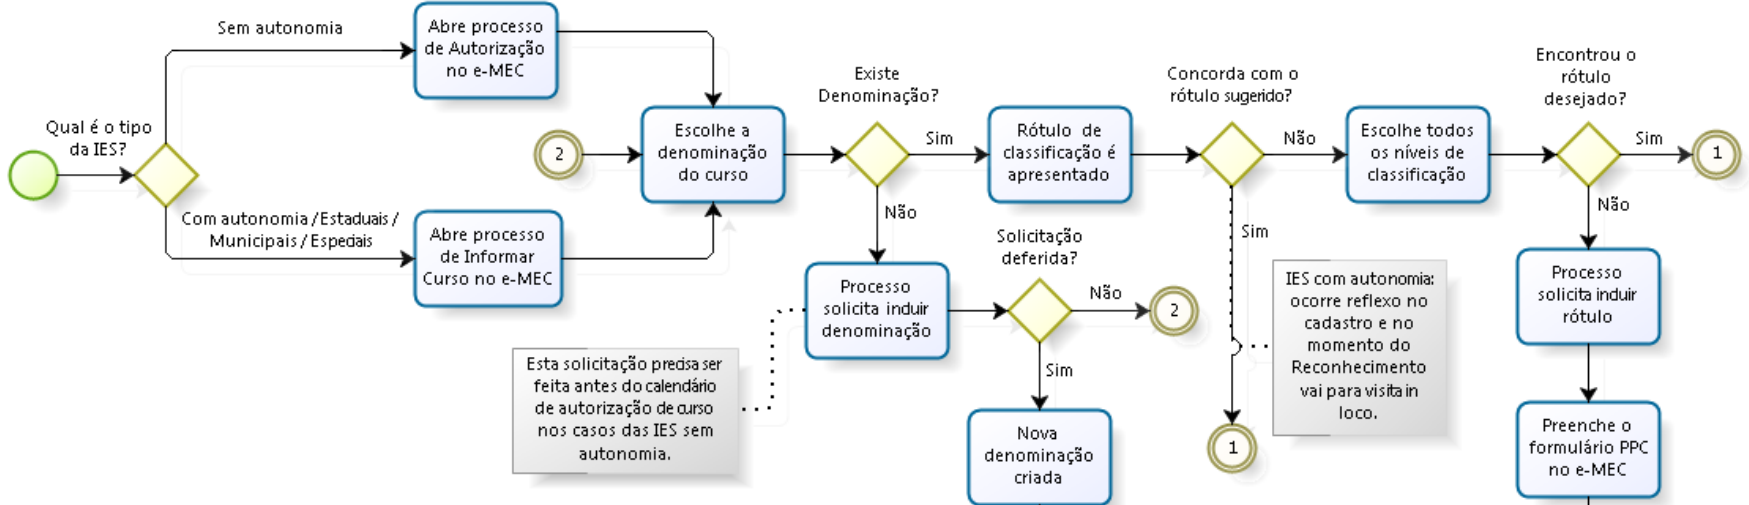 Qual é o tipo
da IES?
Sem autonomia
Abre processo
de Autorização
no e-MEC
Com autonomia / Estaduais /
Municipais / Especiais
Abre processo
de Informar
Curso no e-MEC
2
Escolhe a
denominação
do curso
Existe
Denominação?
Sim
Não
Rótulo de
classificação é
apresentado
Concorda com o
rótulo sugerido?
Não
Sim
Escolhe todos
os níveis de
classificação
Encontrou o
rótulo
desejado?
Sim
1
Não
Processo
solicita induir
denominação
Solicitação
deferida?
Não
2
Sim
Nova
denominação
criada
Esta solicitação precisa ser
feita antes do calendário
de autorização de curso
nos casos das IES sem
autonomia.
IES com autonomia:
ocorre reflexo no
cadastro e no
momento do
Reconhecimento
vai para visita in
loco.
1
Processo
solicita induir
rótulo
Preenche o
formulário PPC
no e-MEC